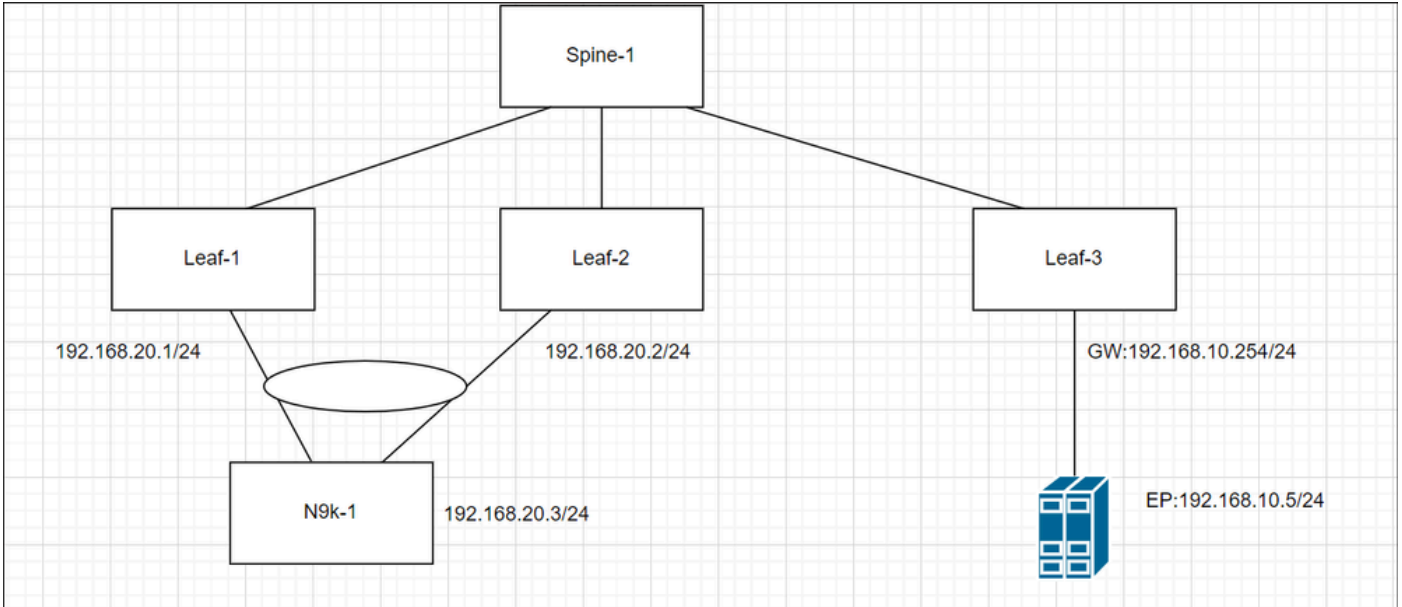 Spine-1
Leaf-1
Leaf-2
Leaf-3
192.168.20.1/24
192.168.20.2/24
GW:192.168.10.254/24
N9k-1
192.168.20.3/24
EP:192.168.10.5/24